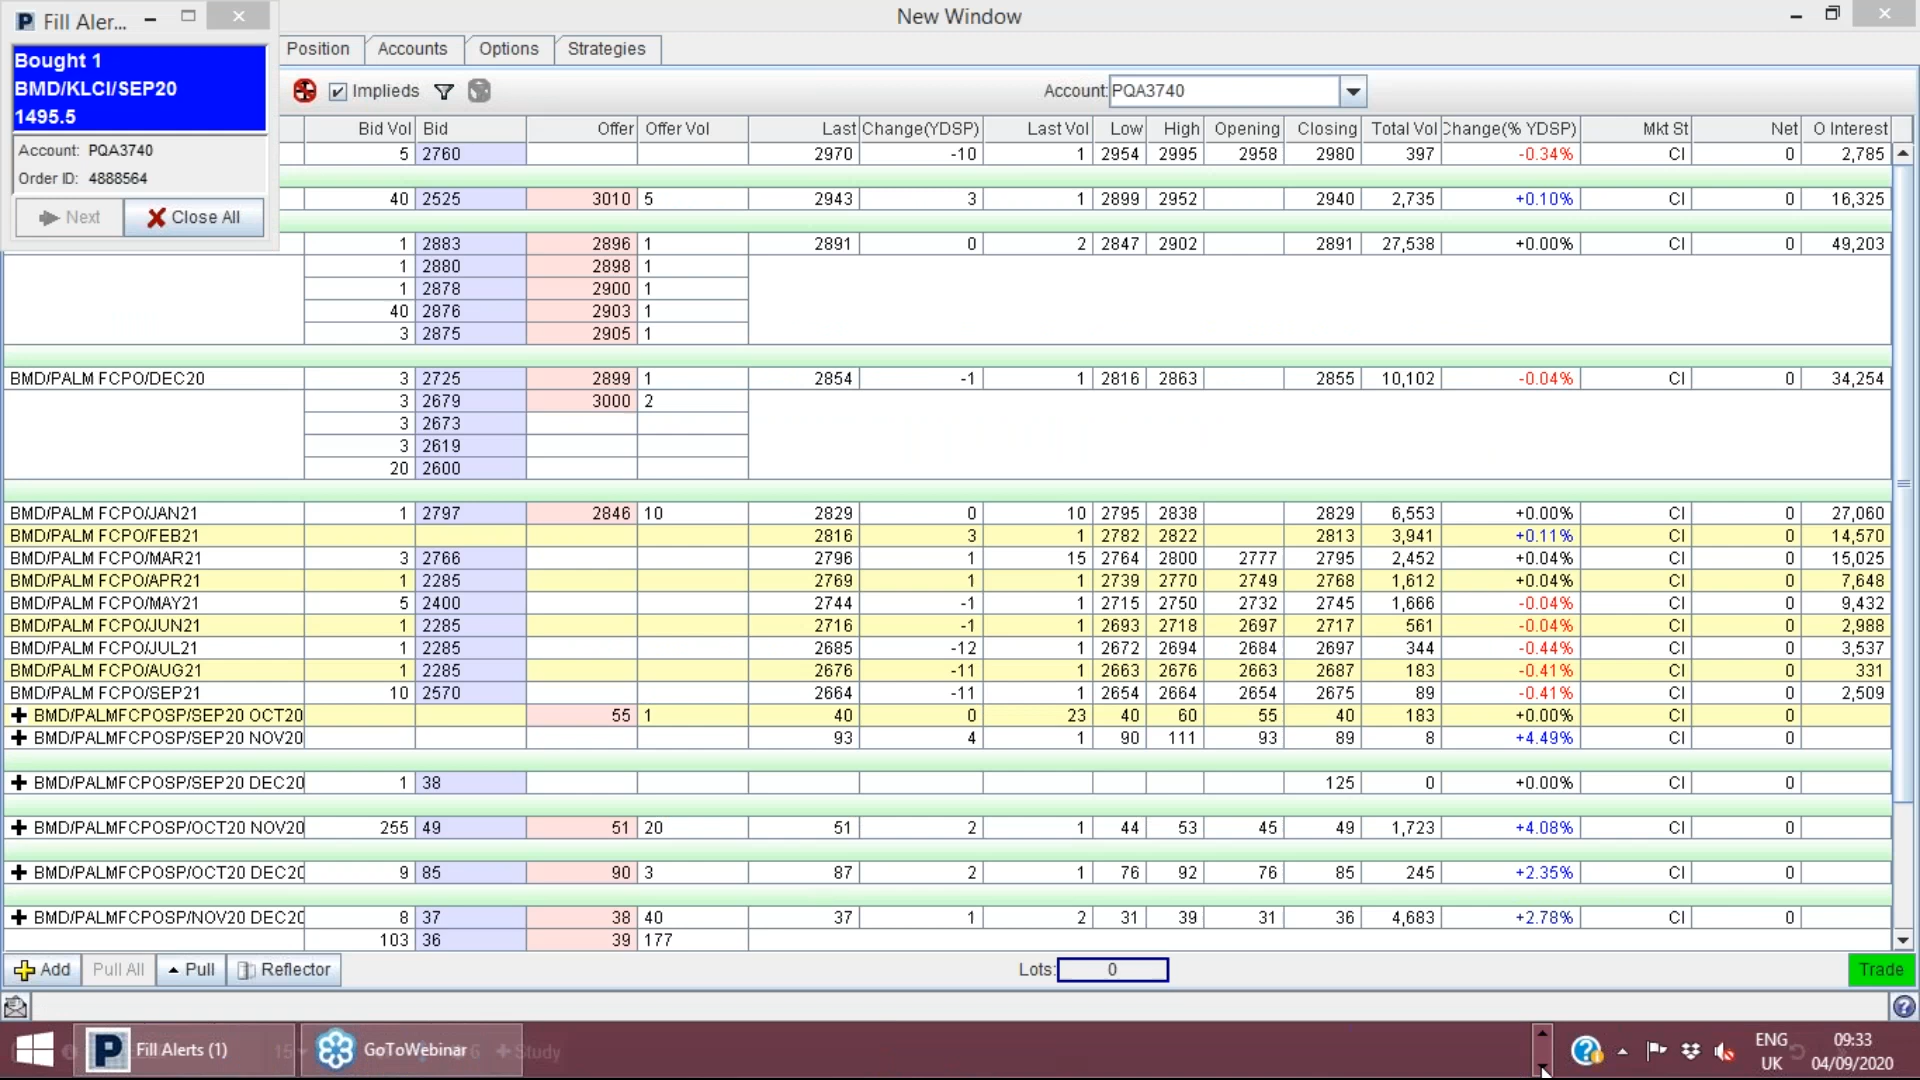 Fill Aler...
New Window
Bought 1
BMD/KLCI/SEP20
1495.5
Account: PQA3740
Order ID: 4888564
Next Close All
Position Accounts Options Strategies
Implieds Account: PQA3740
Bid Vol Bid Offer Offer Vol Last Change(YDSP) Last Vol Low High Opening Closing Total Vol Change(% YDSP) Mkt St Net O Interest
5 2760 2970 -10 1 2954 2995 2958 2980 397 -0.34% Cl 0 2,785
40 2525 3010 5 2943 3 1 2899 2952 2940 2,735 +0.10% Cl 0 16,325
1 2883 2896 1 2891 0 2 2847 2902 2891 27,538 +0.00% Cl 0 49,203
1 2880 2898 1
1 2878 2900 1
40 2876 2903 1
3 2875 2905 1
BMD/PALM FCPO/DEC20 3 2725 2899 1 2854 -1 1 2816 2863 2855 10,102 -0.04% Cl 0 34,254
3 2679 3000 2
3 2673
3 2619
20 2600
BMD/PALM FCPO/JAN21 1 2797 2846 10 2829 0 10 2795 2838 2829 6,553 +0.00% Cl 0 27,060
BMD/PALM FCPO/FEB21 2816 3 1 2782 2822 2813 3,941 +0.11% Cl 0 14,570
BMD/PALM FCPO/MAR21 3 2766 2796 1 15 2764 2800 2777 2795 2,452 +0.04% Cl 0 15,025
BMD/PALM FCPO/APR21 1 2285 2769 1 1 2739 2770 2749 2768 1,612 +0.04% Cl 0 7,648
BMD/PALM FCPO/MAY21 5 2400 2744 -1 1 2715 2750 2732 2745 1,666 -0.04% Cl 0 9,432
BMD/PALM FCPO/JUN21 1 2285 2716 -1 1 2693 2718 2697 2717 561 -0.04% Cl 0 2,988
BMD/PALM FCPO/JUL21 1 2285 2685 -12 1 2672 2694 2684 2697 344 -0.44% Cl 0 3,537
BMD/PALM FCPO/AUG21 1 2285 2676 -11 1 2663 2676 2663 2687 183 -0.41% Cl 0 331
BMD/PALM FCPO/SEP21 10 2570 2664 -11 1 2654 2664 2654 2675 89 -0.41% Cl 0 2,509
BMD/PALMFCPOSP/SEP20 OCT20 55 1 40 0 23 40 60 55 40 183 +0.00% Cl 0
BMD/PALMFCPOSP/SEP20 NOV20 93 4 1 90 111 93 89 8 +4.49% Cl 0
BMD/PALMFCPOSP/SEP20 DEC20 1 38 125 0 +0.00% Cl 0
BMD/PALMFCPOSP/OCT20 NOV20 255 49 51 20 51 2 1 44 53 45 49 1,723 +4.08% Cl 0
BMD/PALMFCPOSP/OCT20 DEC20 9 85 90 3 87 2 1 76 92 76 85 245 +2.35% Cl 0
BMD/PALMFCPOSP/NOV20 DEC20 8 37 38 40 37 1 2 31 39 31 36 4,683 +2.78% Cl 0
103 36 39 177
Add Pull All Pull Reflector Lots: 0 Trade
Fill Alerts (1) GoToWebinar Study
ENG 09:33
UK 04/09/2020